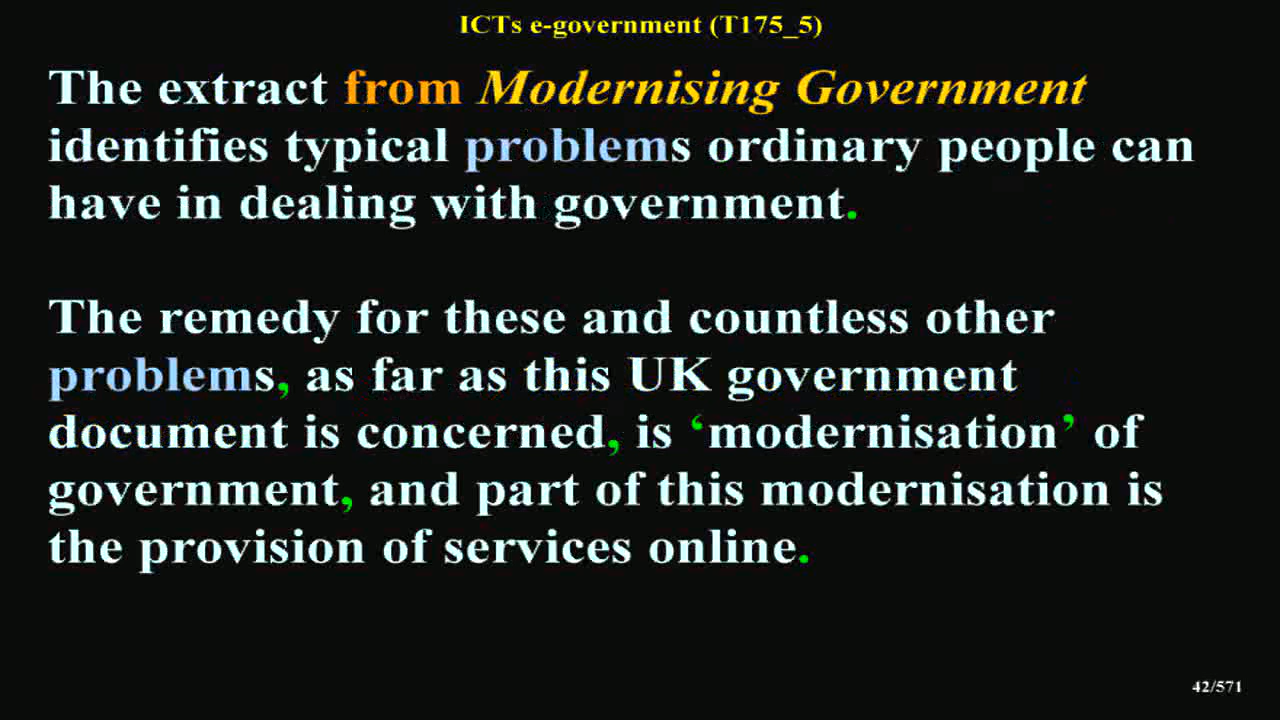 ICTs e-government (T175_5)
The extract from Modernising Government
identifies typical problems ordinary people can
have in dealing with government.
The remedy for these and countless other
problems, as far as this UK government
document is concerned, is ‘modernisation’ of
government, and part of this modernisation is
the provision of services online.
42/571